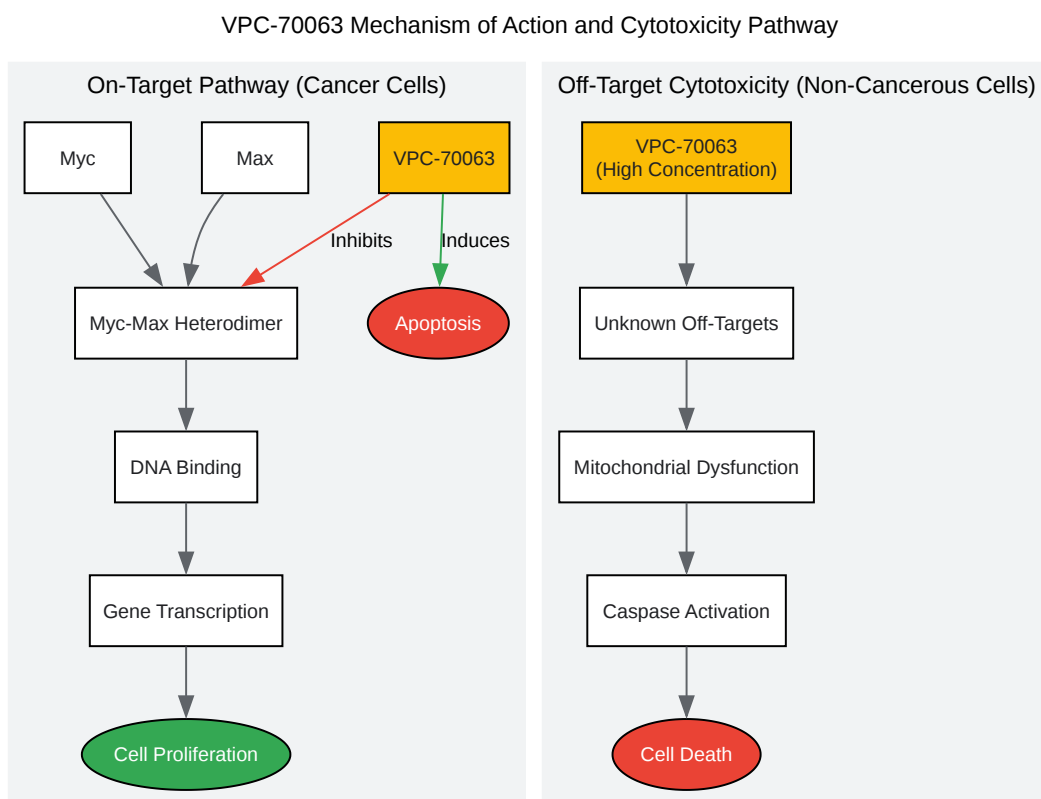 VPC-70063 Mechanism of Action and Cytotoxicity Pathway
On-Target Pathway (Cancer Cells)
Myc
Max
VPC-70063
Inhibits
Induces
Myc-Max Heterodimer
Apoptosis
DNA Binding
Gene Transcription
Cell Proliferation
Off-Target Cytotoxicity (Non-Cancerous Cells)
VPC-70063
(High Concentration)
Unknown Off-Targets
Mitochondrial Dysfunction
Caspase Activation
Cell Death